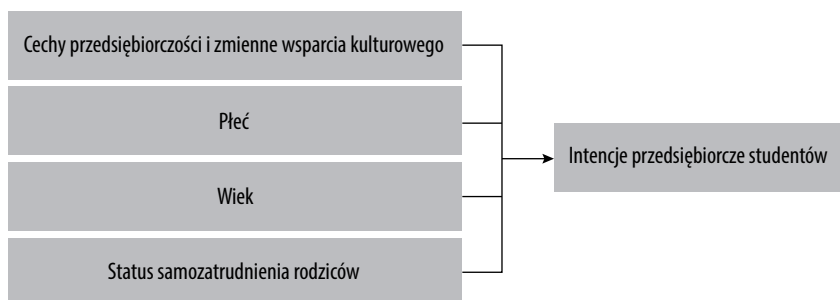 Cechy przedsiębiorczości i zmienne wsparcia kulturowego
Płeć
Wiek
Status samozatrudnienia rodziców
Intencje przedsiębiorcze studentów